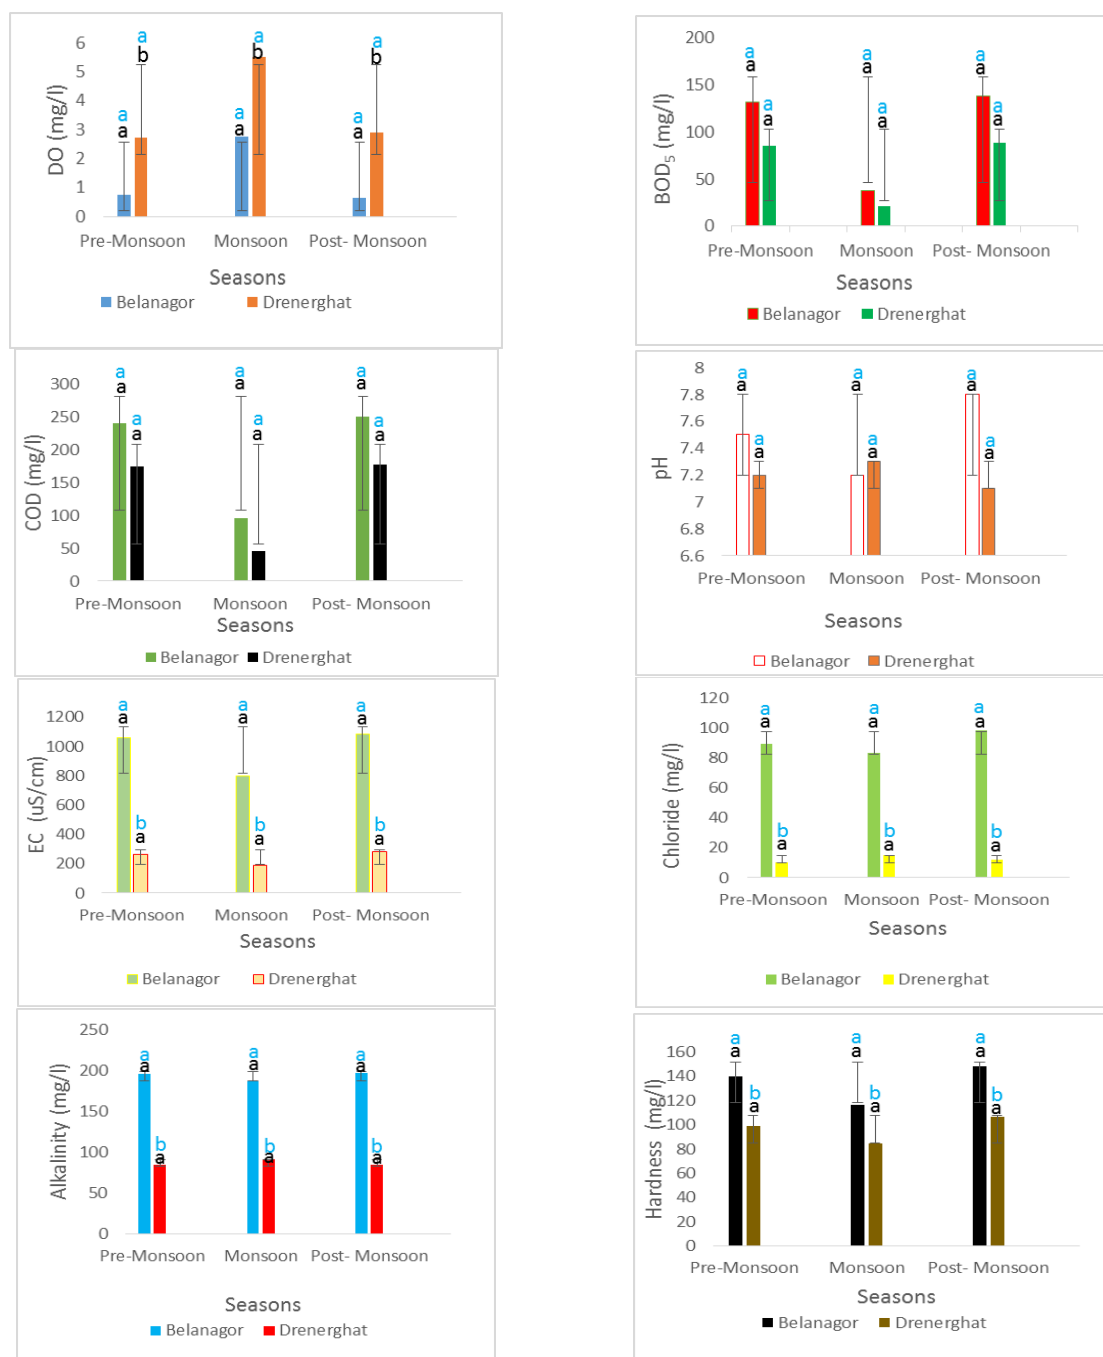 DO (mg/l)
6
5
4
3
2
1
0
a
b
a
a
a
b
a
a
a
b
a
a
Pre-Monsoon Monsoon Post- Monsoon
Seasons
Belanagor Drenerghat
BOD5 (mg/l)
200
150
100
50
0
a
a
a
a
a
a
a
a
a
a
a
a
Pre-Monsoon Monsoon Post- Monsoon
Seasons
Belanagor Drenerghat
COD (mg/l)
300
250
200
150
100
50
0
a
a
a
a
a
a
a
a
a
a
a
a
Pre-Monsoon Monsoon Post- Monsoon
Seasons
Belanagor Drenerghat
pH
8
7.8
7.6
7.4
7.2
7
6.8
6.6
a
a
a
a
a
a
a
a
a
a
a
a
Pre-Monsoon Monsoon Post- Monsoon
Seasons
Belanagor Drenerghat
EC (uS/cm)
1200
1000
800
600
400
200
0
a
a
b
a
a
a
b
a
a
a
b
a
Pre-Monsoon Monsoon Post- Monsoon
Seasons
Belanagor Drenerghat
Chloride (mg/l)
120
100
80
60
40
20
0
a
a
b
a
a
a
b
a
a
a
b
a
Pre-Monsoon Monsoon Post- Monsoon
Seasons
Belanagor Drenerghat
Alkalinity (mg/l)
250
200
150
100
50
0
a
a
b
a
a
a
b
a
a
a
b
a
Pre-Monsoon Monsoon Post- Monsoon
Seasons
Belanagor Drenerghat
Hardness (mg/l)
160
140
120
100
80
60
40
20
0
a
a
b
a
a
a
b
a
a
a
b
a
Pre-Monsoon Monsoon Post- Monsoon
Seasons
Belanagor Drenerghat